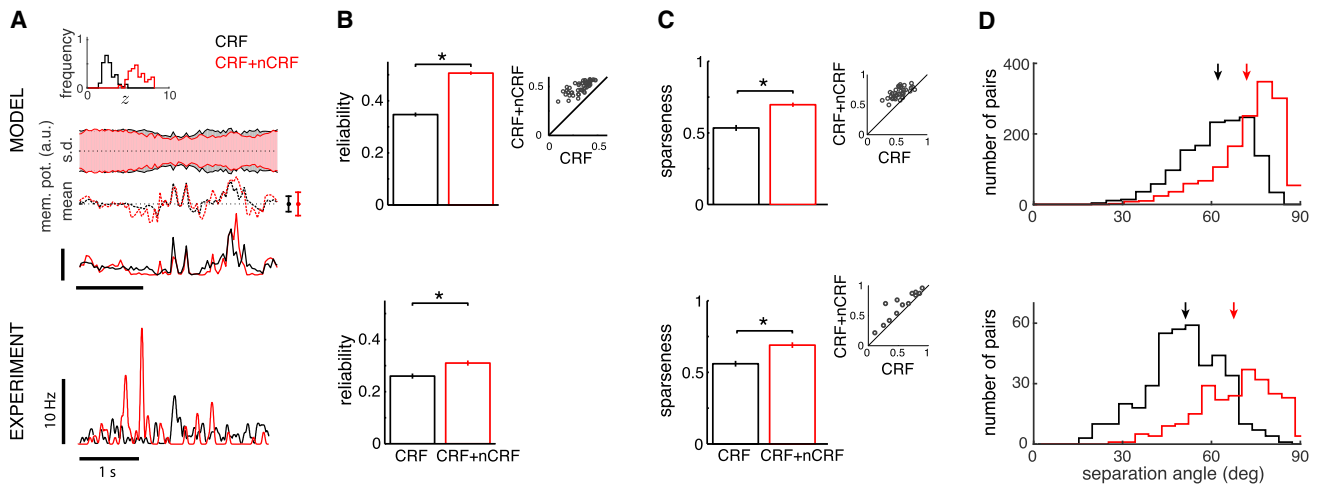 A
B
C
D
MODEL
EXPERIMENT
frequency
1
0
0
z
10
CRF
CRF+nCRF
mem. pot. (a.u.)
s.d.
mean
10 Hz
1 s
reliability
0.4
0.2
0
*
CRF+nCRF
0.5
0
0.5
CRF
reliability
0.4
0.2
0
*
CRF
CRF+nCRF
sparseness
1
0.5
0
*
CRF+nCRF
1
0.5
0
0
0.5
1
CRF
sparseness
1
0.5
0
*
CRF
CRF+nCRF
CRF+nCRF
1
0.5
0
0
0.5
1
CRF
number of pairs
400
200
0
0
30
60
90
number of pairs
60
30
0
0
30
60
90
separation angle (deg)